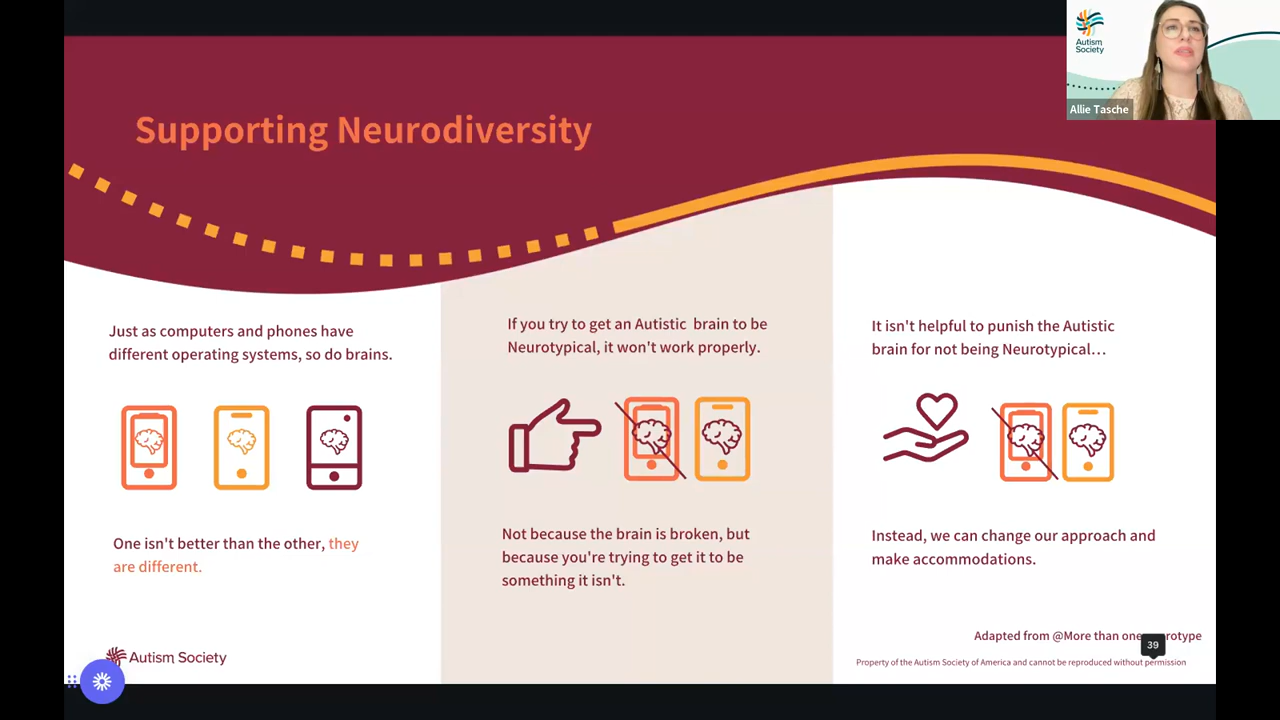 Autism
Society
Allie Tasche
Supporting Neurodiversity
Just as computers and phones have
different operating systems, so do brains.
One isn't better than the other, they
are different.
If you try to get an Autistic brain to be
Neurotypical, it won't work properly.
Not because the brain is broken, but
because you're trying to get it to be
something it isn't.
It isn't helpful to punish the Autistic
brain for not being Neurotypical...
Instead, we can change our approach and
make accommodations.
Adapted from @More than one
39
Property of the Autism Society of America and cannot be reproduced without permission
Autism Society